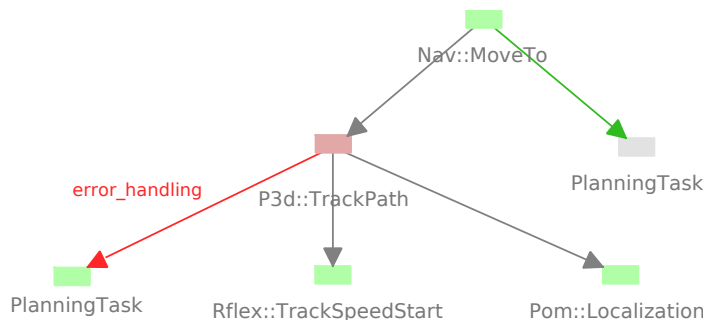 Nav::MoveTo
PlanningTask
error_handling
P3d::TrackPath
PlanningTask
Rflex::TrackSpeedStart
Pom::Localization